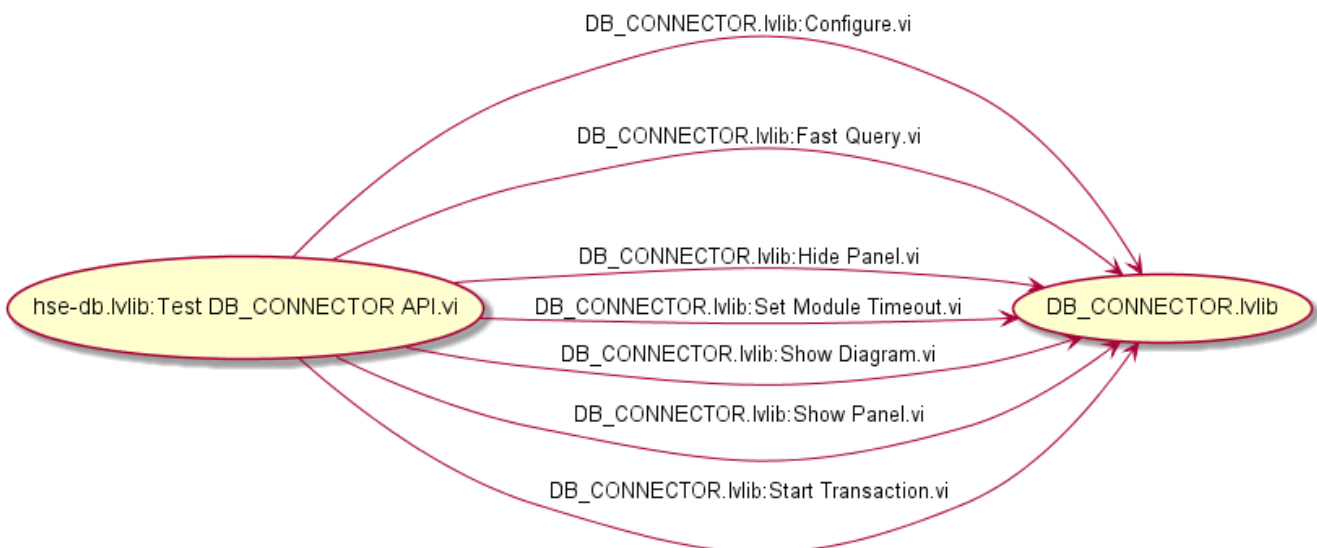 DB_CONNECTOR.lvlib:Configure.vi
DB_CONNECTOR.lvlib:Fast Query.vi
DB_CONNECTOR.lvlib:Hide Panel.vi
hse-db.lvlib:Test DB_CONNECTOR API.vi
DB_CONNECTOR.lvlib:Set Module Timeout.vi
DB_CONNECTOR.lvlib
DB_CONNECTOR.lvlib:Show Diagram.vi
DB_CONNECTOR.lvlib:Show Panel.vi
DB_CONNECTOR.lvlib:Start Transaction.vi